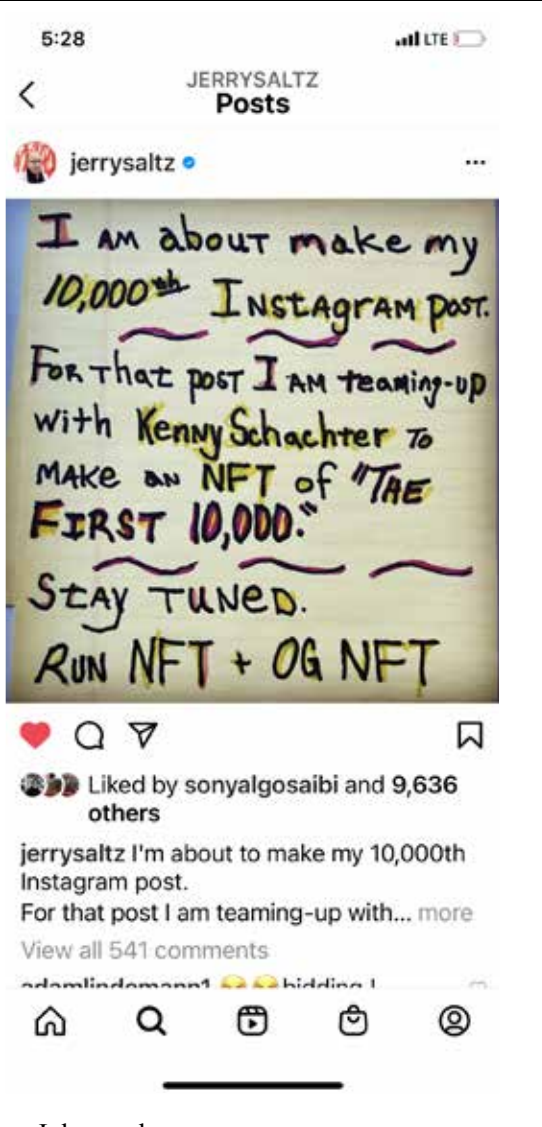 5:28
LTE
JERRYSALTZ
Posts
jerrysaltz
I AM about make my
10,000th Instagram post.
For that post I AM teaming-up
with Kenny Schachter To
Make an NFT of "THE
FIRST 10,000."
Stay Tuned.
Run NFT + OG NFT
Liked by sonyalgosaibi and 9,636
others
jerrysaltz I'm about to make my 10,000th
Instagram post.
For that post I am teaming-up with... more
View all 541 comments
adamlindemann1 bidding